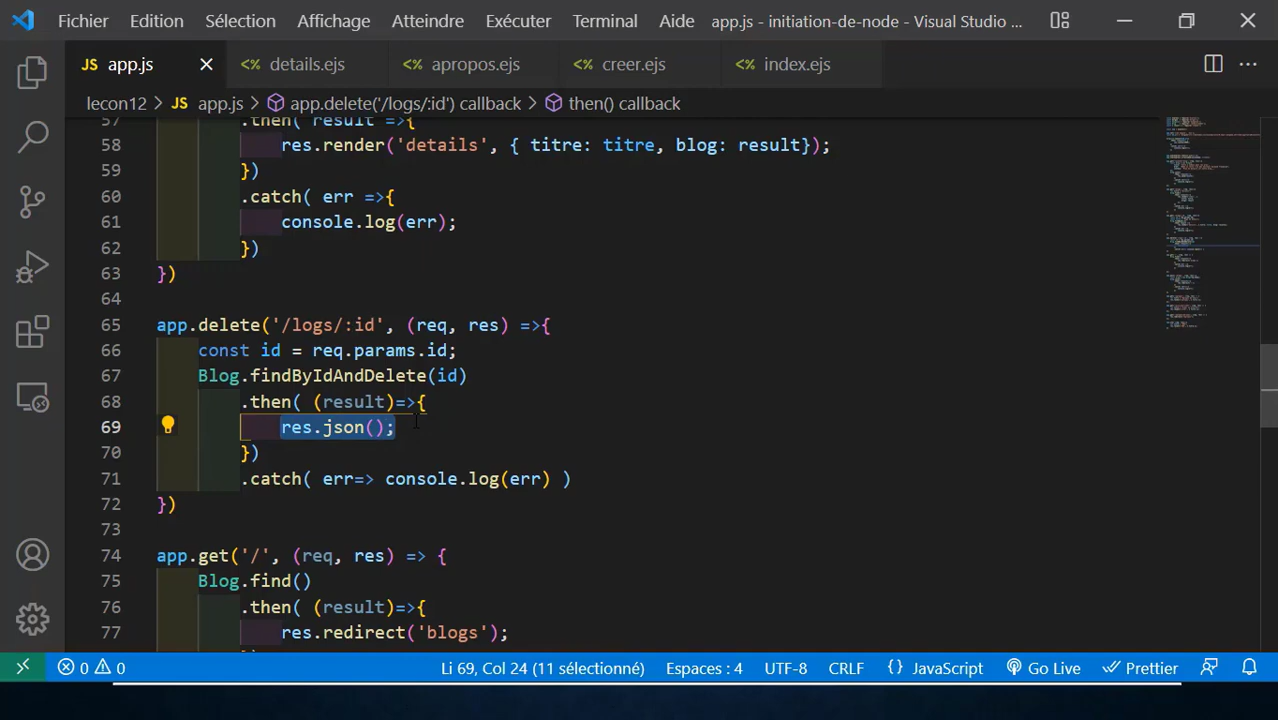 Fichier Edition Sélection Affichage Atteindre Exécuter Terminal Aide app.js - initiation-de-node - Visual Studio ...
JS app.js <%> details.ejs <%> apropos.ejs <%> creer.ejs <%> index.ejs
lecon12 > JS app.js > app.delete('/logs/:id') callback > then() callback
57 .then( result =>{
58 res.render('details', { titre: titre, blog: result});
59 })
60 .catch( err =>{
61 console.log(err);
62 })
63 })
64
65 app.delete('/logs/:id', (req, res) =>{
66 const id = req.params.id;
67 Blog.findByIdAndDelete(id)
68 .then( (result)=>{
69 res.json();
70 })
71 .catch( err=> console.log(err) )
72 })
73
74 app.get('/', (req, res) => {
75 Blog.find()
76 .then( (result)=>{
77 res.redirect('blogs');
0 0 Li 69, Col 24 (11 sélectionné) Espaces : 4 UTF-8 CRLF {} JavaScript Go Live Prettier